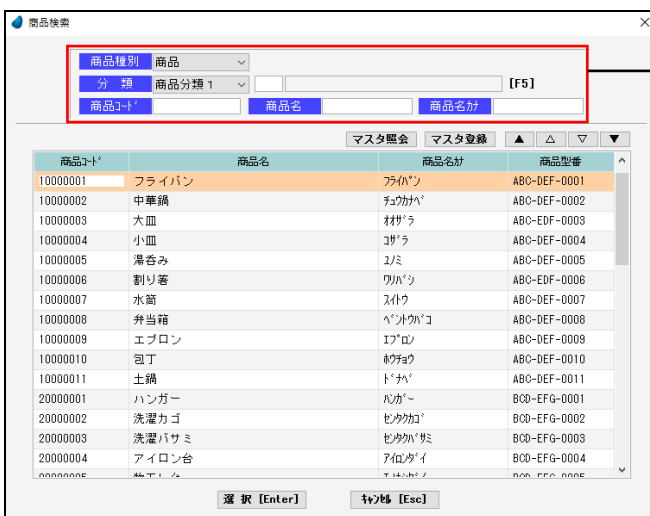 商品検索
商品種別 商品
分 類 商品分類1 [F5]
商品ｺｰﾄﾞ 商品名 商品名ｶﾅ
マスタ照会 マスタ登録 ▲ △ ▽ ▼
商品ｺｰﾄﾞ 商品名 商品名ｶﾅ 商品型番
10000001 フライパン ﾌﾗｲﾊﾟﾝ ABC-DEF-0001
10000002 中華鍋 ﾁｭｳｶﾅﾍﾞ ABC-DEF-0002
10000003 大皿 ｵｵｻﾞﾗ ABC-EDF-0003
10000004 小皿 ｺｻﾞﾗ ABC-DEF-0004
10000005 湯呑み ﾕﾉﾐ ABC-DEF-0005
10000006 割り箸 ﾜﾘﾊﾞｼ ABC-EDF-0006
10000007 水筒 ｽｲﾄｳ ABC-DEF-0007
10000008 弁当箱 ﾍﾞﾝﾄｳﾊﾞｺ ABC-DEF-0008
10000009 エプロン ｴﾌﾟﾛﾝ ABC-DEF-0009
10000010 包丁 ﾎｳﾁｮｳ ABC-DEF-0010
10000011 土鍋 ﾄﾞﾅﾍﾞ ABC-DEF-0011
20000001 ハンガー ﾊﾝｶﾞｰ BCD-EFG-0001
20000002 洗濯カゴ ｾﾝﾀｸｶｺﾞ BCD-EFG-0002
20000003 洗濯バサミ ｾﾝﾀｸﾊﾞｻﾐ BCD-EFG-0003
20000004 アイロン台 ｱｲﾛﾝﾀﾞｲ BCD-EFG-0004
選 択 [Enter] ｷｬﾝｾﾙ [Esc]